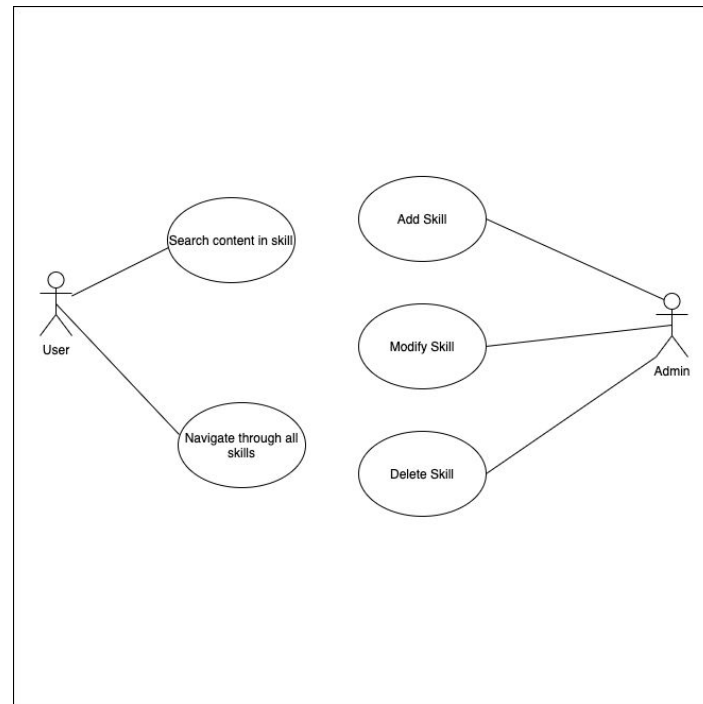 Add Skill
Search content in skill
Modify Skill
User
Admin
Navigate through all
skills
Delete Skill